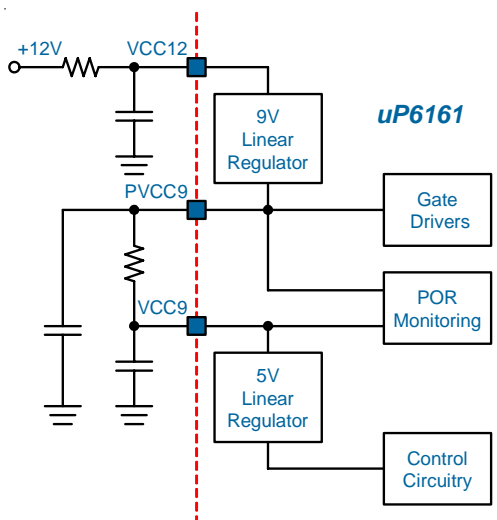 +12V
VCC12
9V
Linear
Regulator
uP6161
PVCC9
Gate
Drivers
VCC9
POR
Monitoring
5V
Linear
Regulator
Control
Circuitry